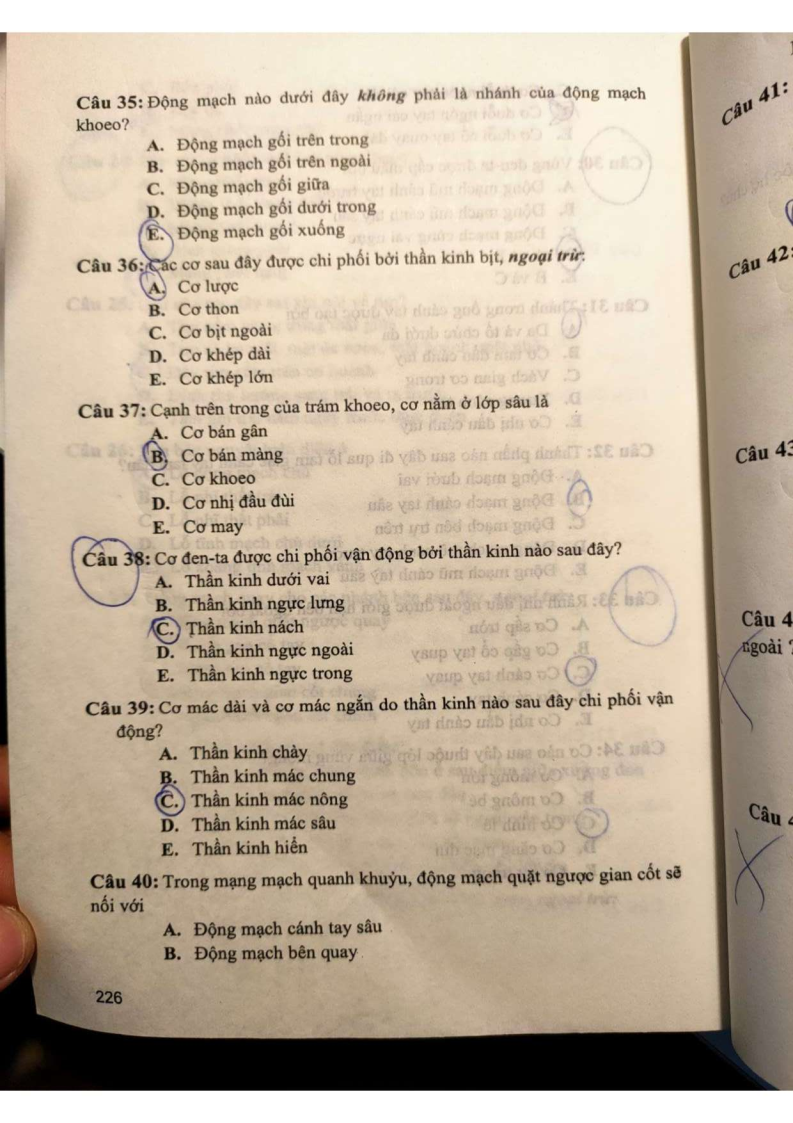 Câu 35: Động mạch nào dưới đây không phải là nhánh của động mạch
khoeo?
A. Động mạch gối trên trong
B. Động mạch gối trên ngoài
C. Động mạch gối giữa
D. Động mạch gối dưới trong
E. Động mạch gối xuống
Câu 36: Các cơ sau đây được chi phối bởi thần kinh bịt, ngoại trừ:
A. Cơ lược
B. Cơ thon
C. Cơ bịt ngoài
D. Cơ khép dài
E. Cơ khép lớn
Câu 37: Cạnh trên trong của trám khoeo, cơ nằm ở lớp sâu là
A. Cơ bán gân
B. Cơ bán màng
C. Cơ khoeo
D. Cơ nhị đầu đùi
E. Cơ may
Câu 38: Cơ đen-ta được chi phối vận động bởi thần kinh nào sau đây?
A. Thần kinh dưới vai
B. Thần kinh ngực lưng
C. Thần kinh nách
D. Thần kinh ngực ngoài
E. Thần kinh ngực trong
Câu 39: Cơ mác dài và cơ mác ngắn do thần kinh nào sau đây chi phối vận
động?
A. Thần kinh chày
B. Thần kinh mác chung
C. Thần kinh mác nông
D. Thần kinh mác sâu
E. Thần kinh hiển
Câu 40: Trong mạng mạch quanh khuỷu, động mạch quặt ngược gian cốt sẽ
nối với
A. Động mạch cánh tay sâu
B. Động mạch bên quay
226
Câu 41:
Câu 42:
Câu 43
Câu 4
ngoài
Câu